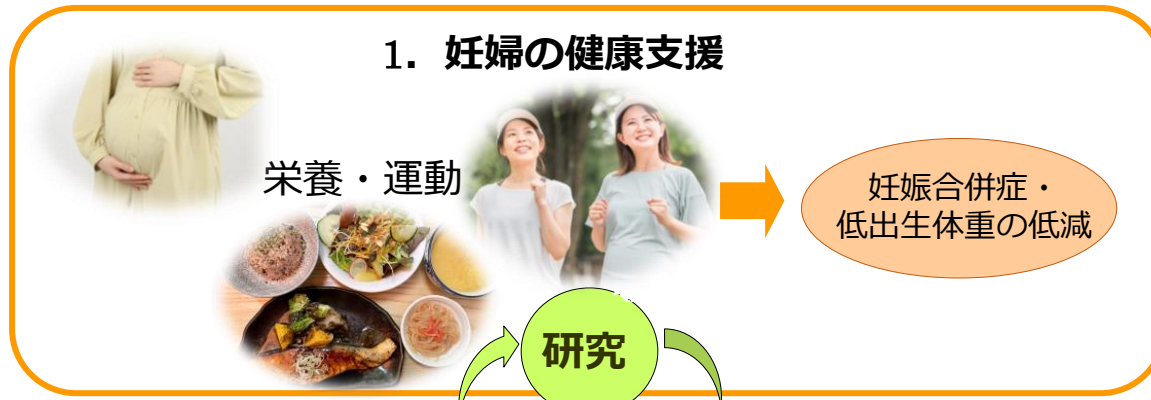 1. 妊婦の健康支援
栄養・運動
妊娠合併症・
低出生体重の低減
研究